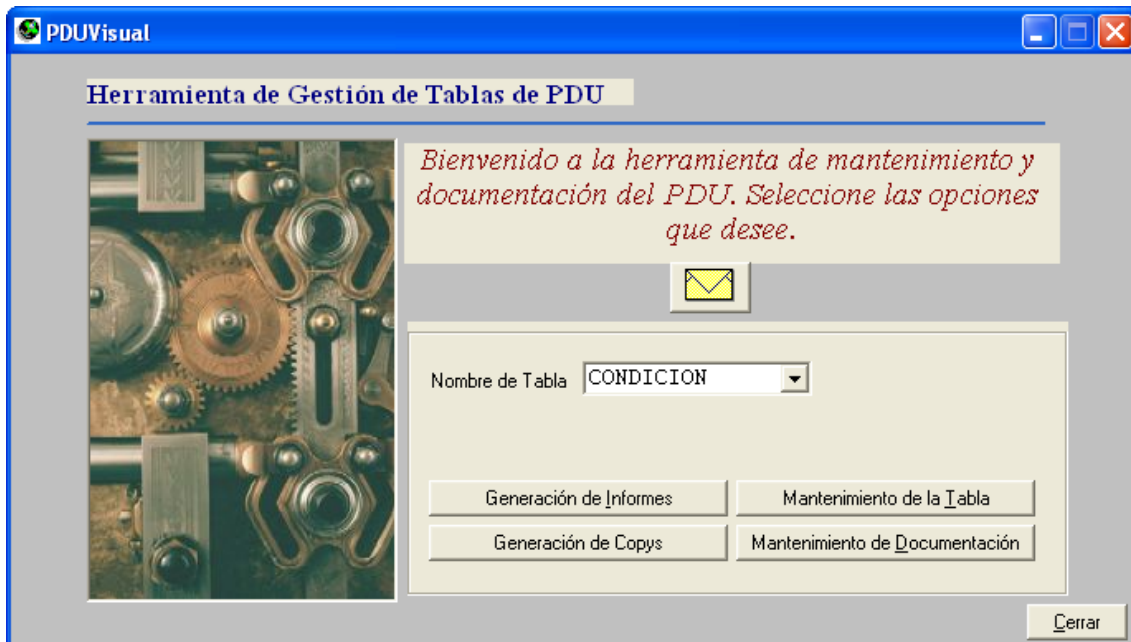 PDUVisual
Herramienta de Gestión de Tablas de PDU
Bienvenido a la herramienta de mantenimiento y
documentación del PDU. Seleccione las opciones
que desee.
Nombre de Tabla CONDICION
Generación de Informes Mantenimiento de la Tabla
Generación de Copys Mantenimiento de Documentación
Cerrar